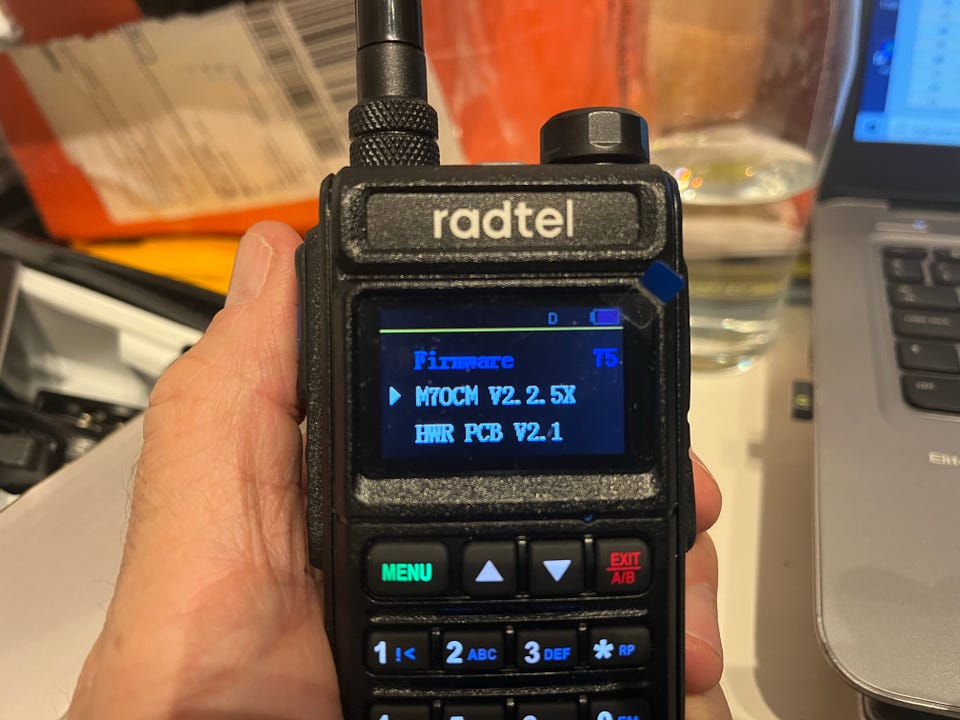 radtel
D
Firmware 75
M7OCM V2.2.5X
HWR PCB V2.1
MENU
EXIT
A/B
1 !< 2 ABC 3 DEF * RP
Elit